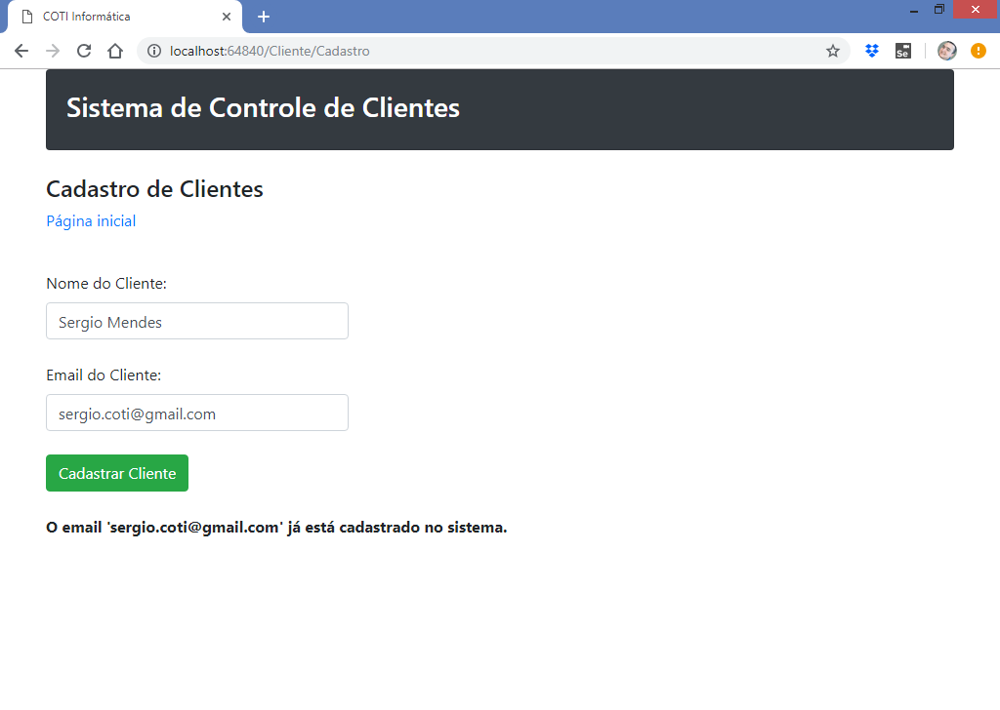 COTI Informática
localhost:64840/Cliente/Cadastro
Se
Sistema de Controle de Clientes
Cadastro de Clientes
Página inicial
Nome do Cliente:
Sergio Mendes
Email do Cliente:
sergio.coti@gmail.com
Cadastrar Cliente
O email 'sergio.coti@gmail.com' já está cadastrado no sistema.